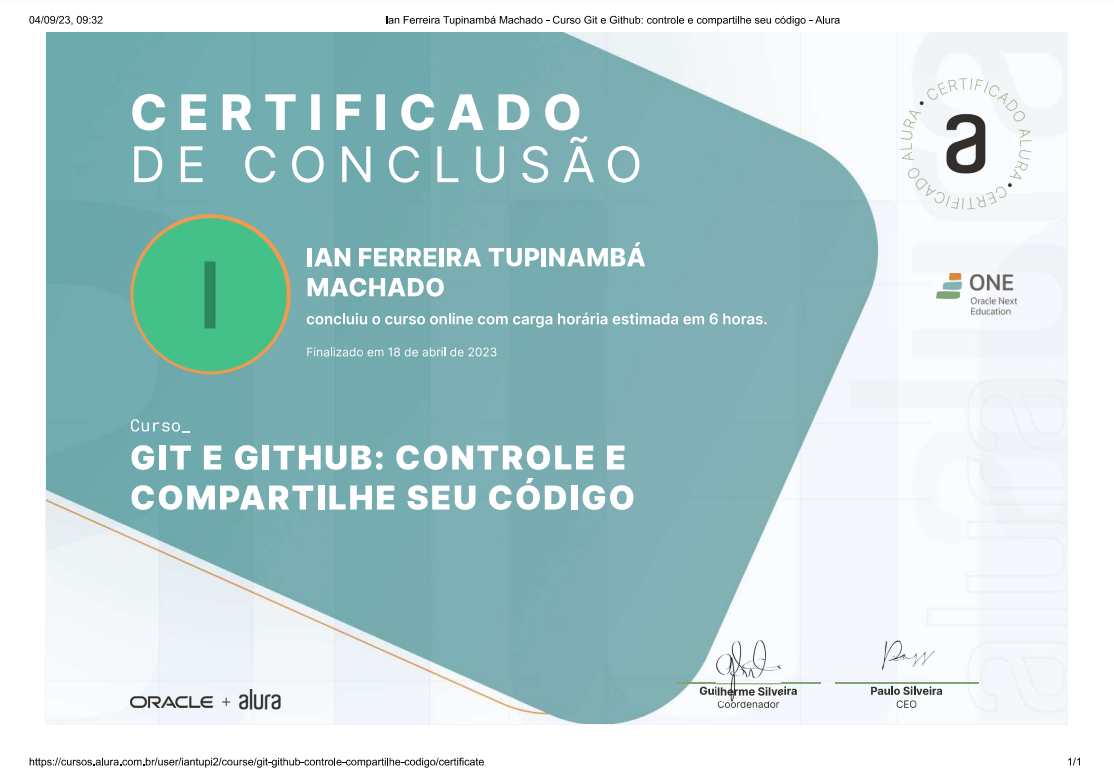 04/09/23, 09:32
Ian Ferreira Tupinambá Machado - Curso Git e Github: controle e compartilhe seu código - Alura
CERTIFICADO
DE CONCLUSÃO
CERTIFICADO ALURA • CERTIFICADO ALURA •
a
I
IAN FERREIRA TUPINAMBÁ
MACHADO
concluiu o curso online com carga horária estimada em 6 horas.
Finalizado em 18 de abril de 2023
ONE
Oracle Next
Education
Curso_
GIT E GITHUB: CONTROLE E
COMPARTILHE SEU CÓDIGO
alura
ORACLE + alura
Guilherme Silveira
Coordenador
Paulo Silveira
CEO
https://cursos.alura.com.br/user/iantupi2/course/git-github-controle-compartilhe-codigo/certificate
1/1